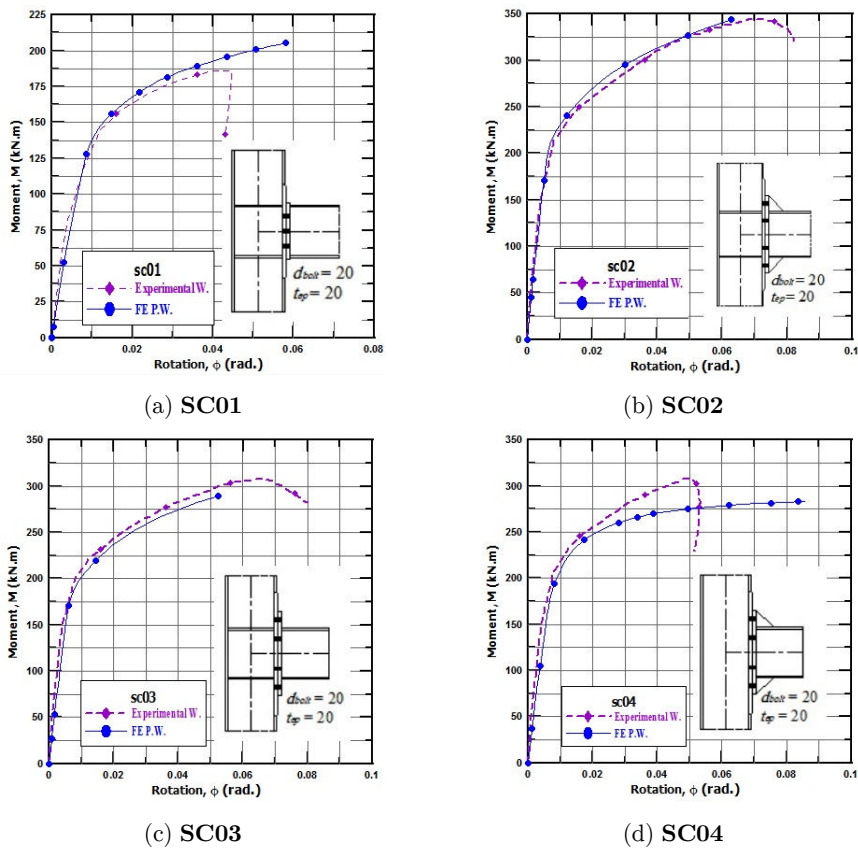 225
200
175
150
125
100
75
50
25
0
Moment, M (kN.m)
sc01
Experimental W.
FE P.W.
dbolt = 20
tep = 20
0 0.02 0.04 0.06 0.08
Rotation, ϕ (rad.)
(a) SC01
350
300
250
200
150
100
50
0
Moment, M (kN.m)
sc02
Experimental W.
FE P.W.
dbolt = 20
tep = 20
0 0.02 0.04 0.06 0.08 0.1
Rotation, ϕ (rad.)
(b) SC02
350
300
250
200
150
100
50
0
Moment, M (kN.m)
sc03
Experimental W.
FE P.W.
dbolt = 20
tep = 20
0 0.02 0.04 0.06 0.08 0.1
Rotation, ϕ (rad.)
(c) SC03
350
300
250
200
150
100
50
0
Moment, M (kN.m)
sc04
Experimental W.
FE P.W.
dbolt = 20
tep = 20
0 0.02 0.04 0.06 0.08 0.1
Rotation, ϕ (rad.)
(d) SC04